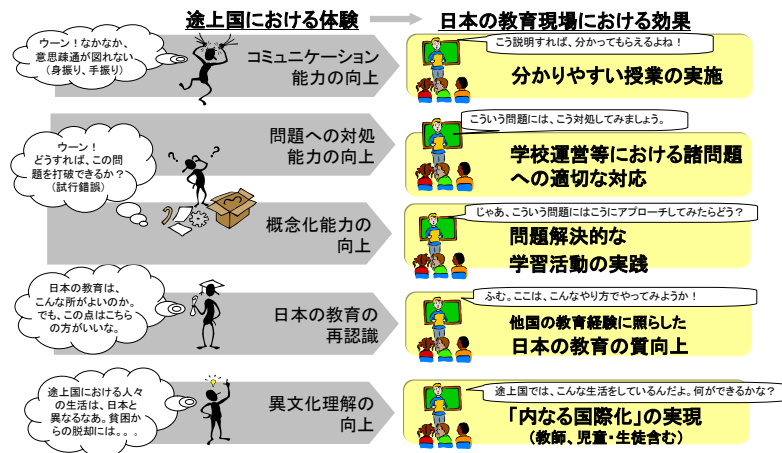 途上国における体験
日本の教育現場における効果
ウーン！なかなか、
意思疎通が図れない
（身振り、手振り）
コミュニケーション
能力の向上
こう説明すれば、分かってもらえるよね！
分かりやすい授業の実施
ウーン！
どうすれば、この問
題を打破できるか？
（試行錯誤）
?
?
問題への対処
能力の向上
こういう問題には、こう対処してみましょう。
学校運営等における諸問題
への適切な対応
概念化能力の
向上
じゃあ、こういう問題にはこうにアプローチしてみたらどう？
問題解決的な
学習活動の実践
日本の教育は、
こんな所がよいのか。
でも、この点はこちら
の方がいいな。
日本の教育の
再認識
ふむ。ここは、こんなやり方でやってみようか！
他国の教育経験に照らした
日本の教育の質向上
途上国における人々
の生活は、日本と
異なるなあ。貧困か
らの脱却には。。。
異文化理解の
向上
途上国では、こんな生活をしているんだよ。何ができるかな？
「内なる国際化」の実現
（教師、児童・生徒含む）